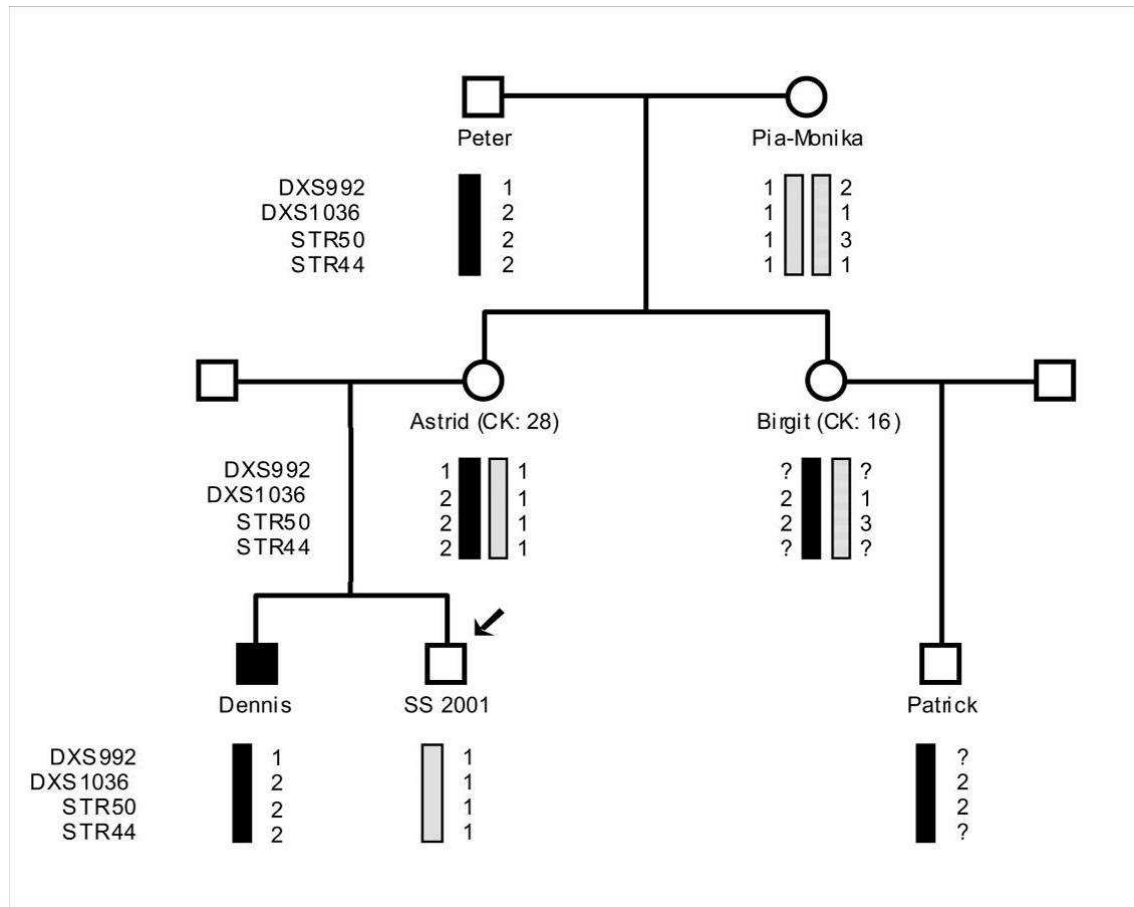 Peter Pia-Monika
DXS992 1 1 2
DXS1036 2 1 1
STR50 2 1 3
STR44 2 1 1
Astrid (CK: 28) Birgit (CK: 16)
DXS992 1 1 ? ?
DXS1036 2 1 2 1
STR50 2 1 2 3
STR44 2 1 ? ?
Dennis SS 2001 Patrick
DXS992 1 1 ?
DXS1036 2 1 2
STR50 2 1 2
STR44 2 1 ?